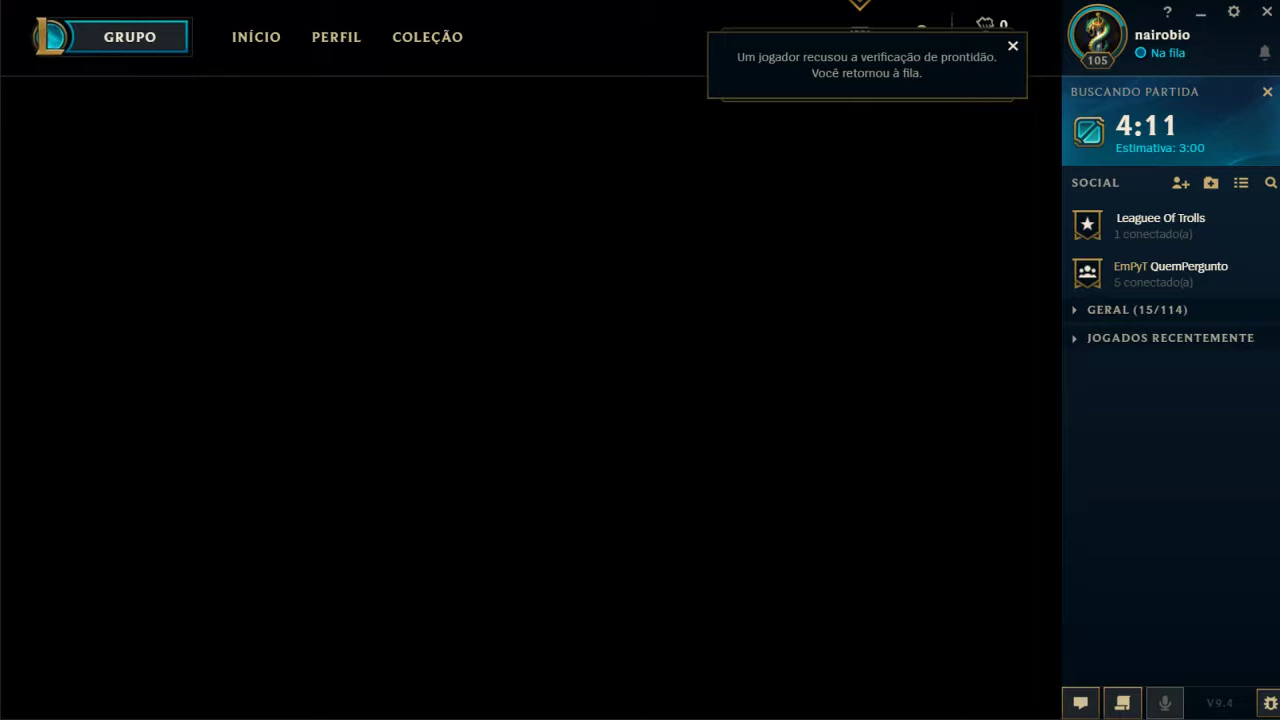 GRUPO
INÍCIO
PERFIL
COLEÇÃO
0
Um jogador recusou a verificação de prontidão.
Você retornou à fila.
?
nairobio
Na fila
105
BUSCANDO PARTIDA
4:11
Estimativa: 3:00
SOCIAL
Leaguee Of Trolls
1 conectado(a)
EmPyT QuemPergunto
5 conectado(a)
GERAL (15/114)
JOGADOS RECENTEMENTE
V9.4